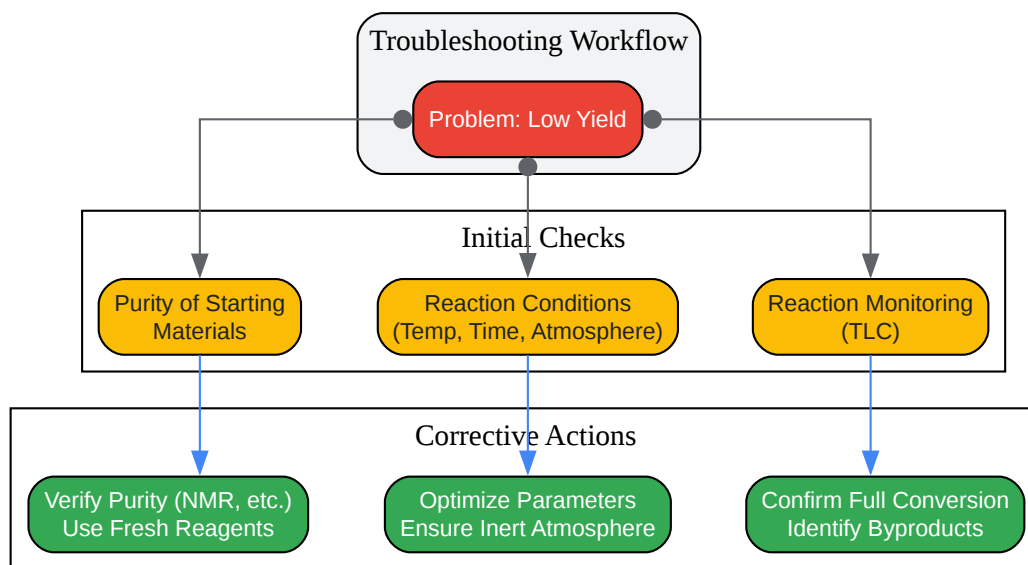 Troubleshooting Workflow
Problem: Low Yield
Initial Checks
Purity of Starting
Materials
Reaction Conditions
(Temp, Time, Atmosphere)
Reaction Monitoring
(TLC)
Corrective Actions
Verify Purity (NMR, etc.)
Use Fresh Reagents
Optimize Parameters
Ensure Inert Atmosphere
Confirm Full Conversion
Identify Byproducts